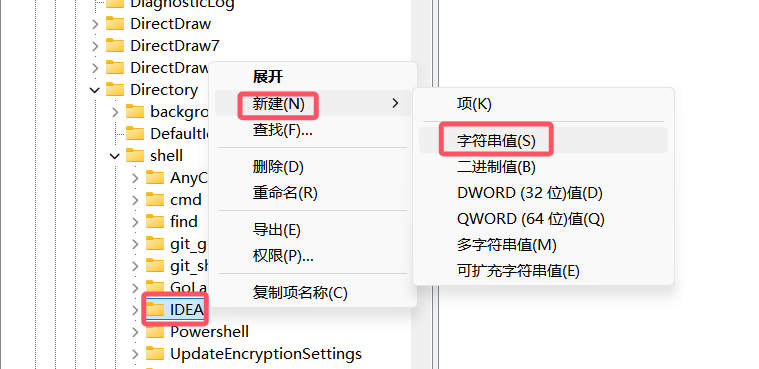 DiagnosticLog
DirectDraw
DirectDraw7
DirectDraw
Directory
backgro
DefaultIc
shell
AnyC
cmd
find
git_g
git_sh
GoLa
IDEA
Powershell
UpdateEncryptionSettings
展开
新建(N)
查找(F)...
删除(D)
重命名(R)
导出(E)
权限(P)...
复制项名称(C)
项(K)
字符串值(S)
二进制值(B)
DWORD (32 位)值(D)
QWORD (64 位)值(Q)
多字符串值(M)
可扩充字符串值(E)